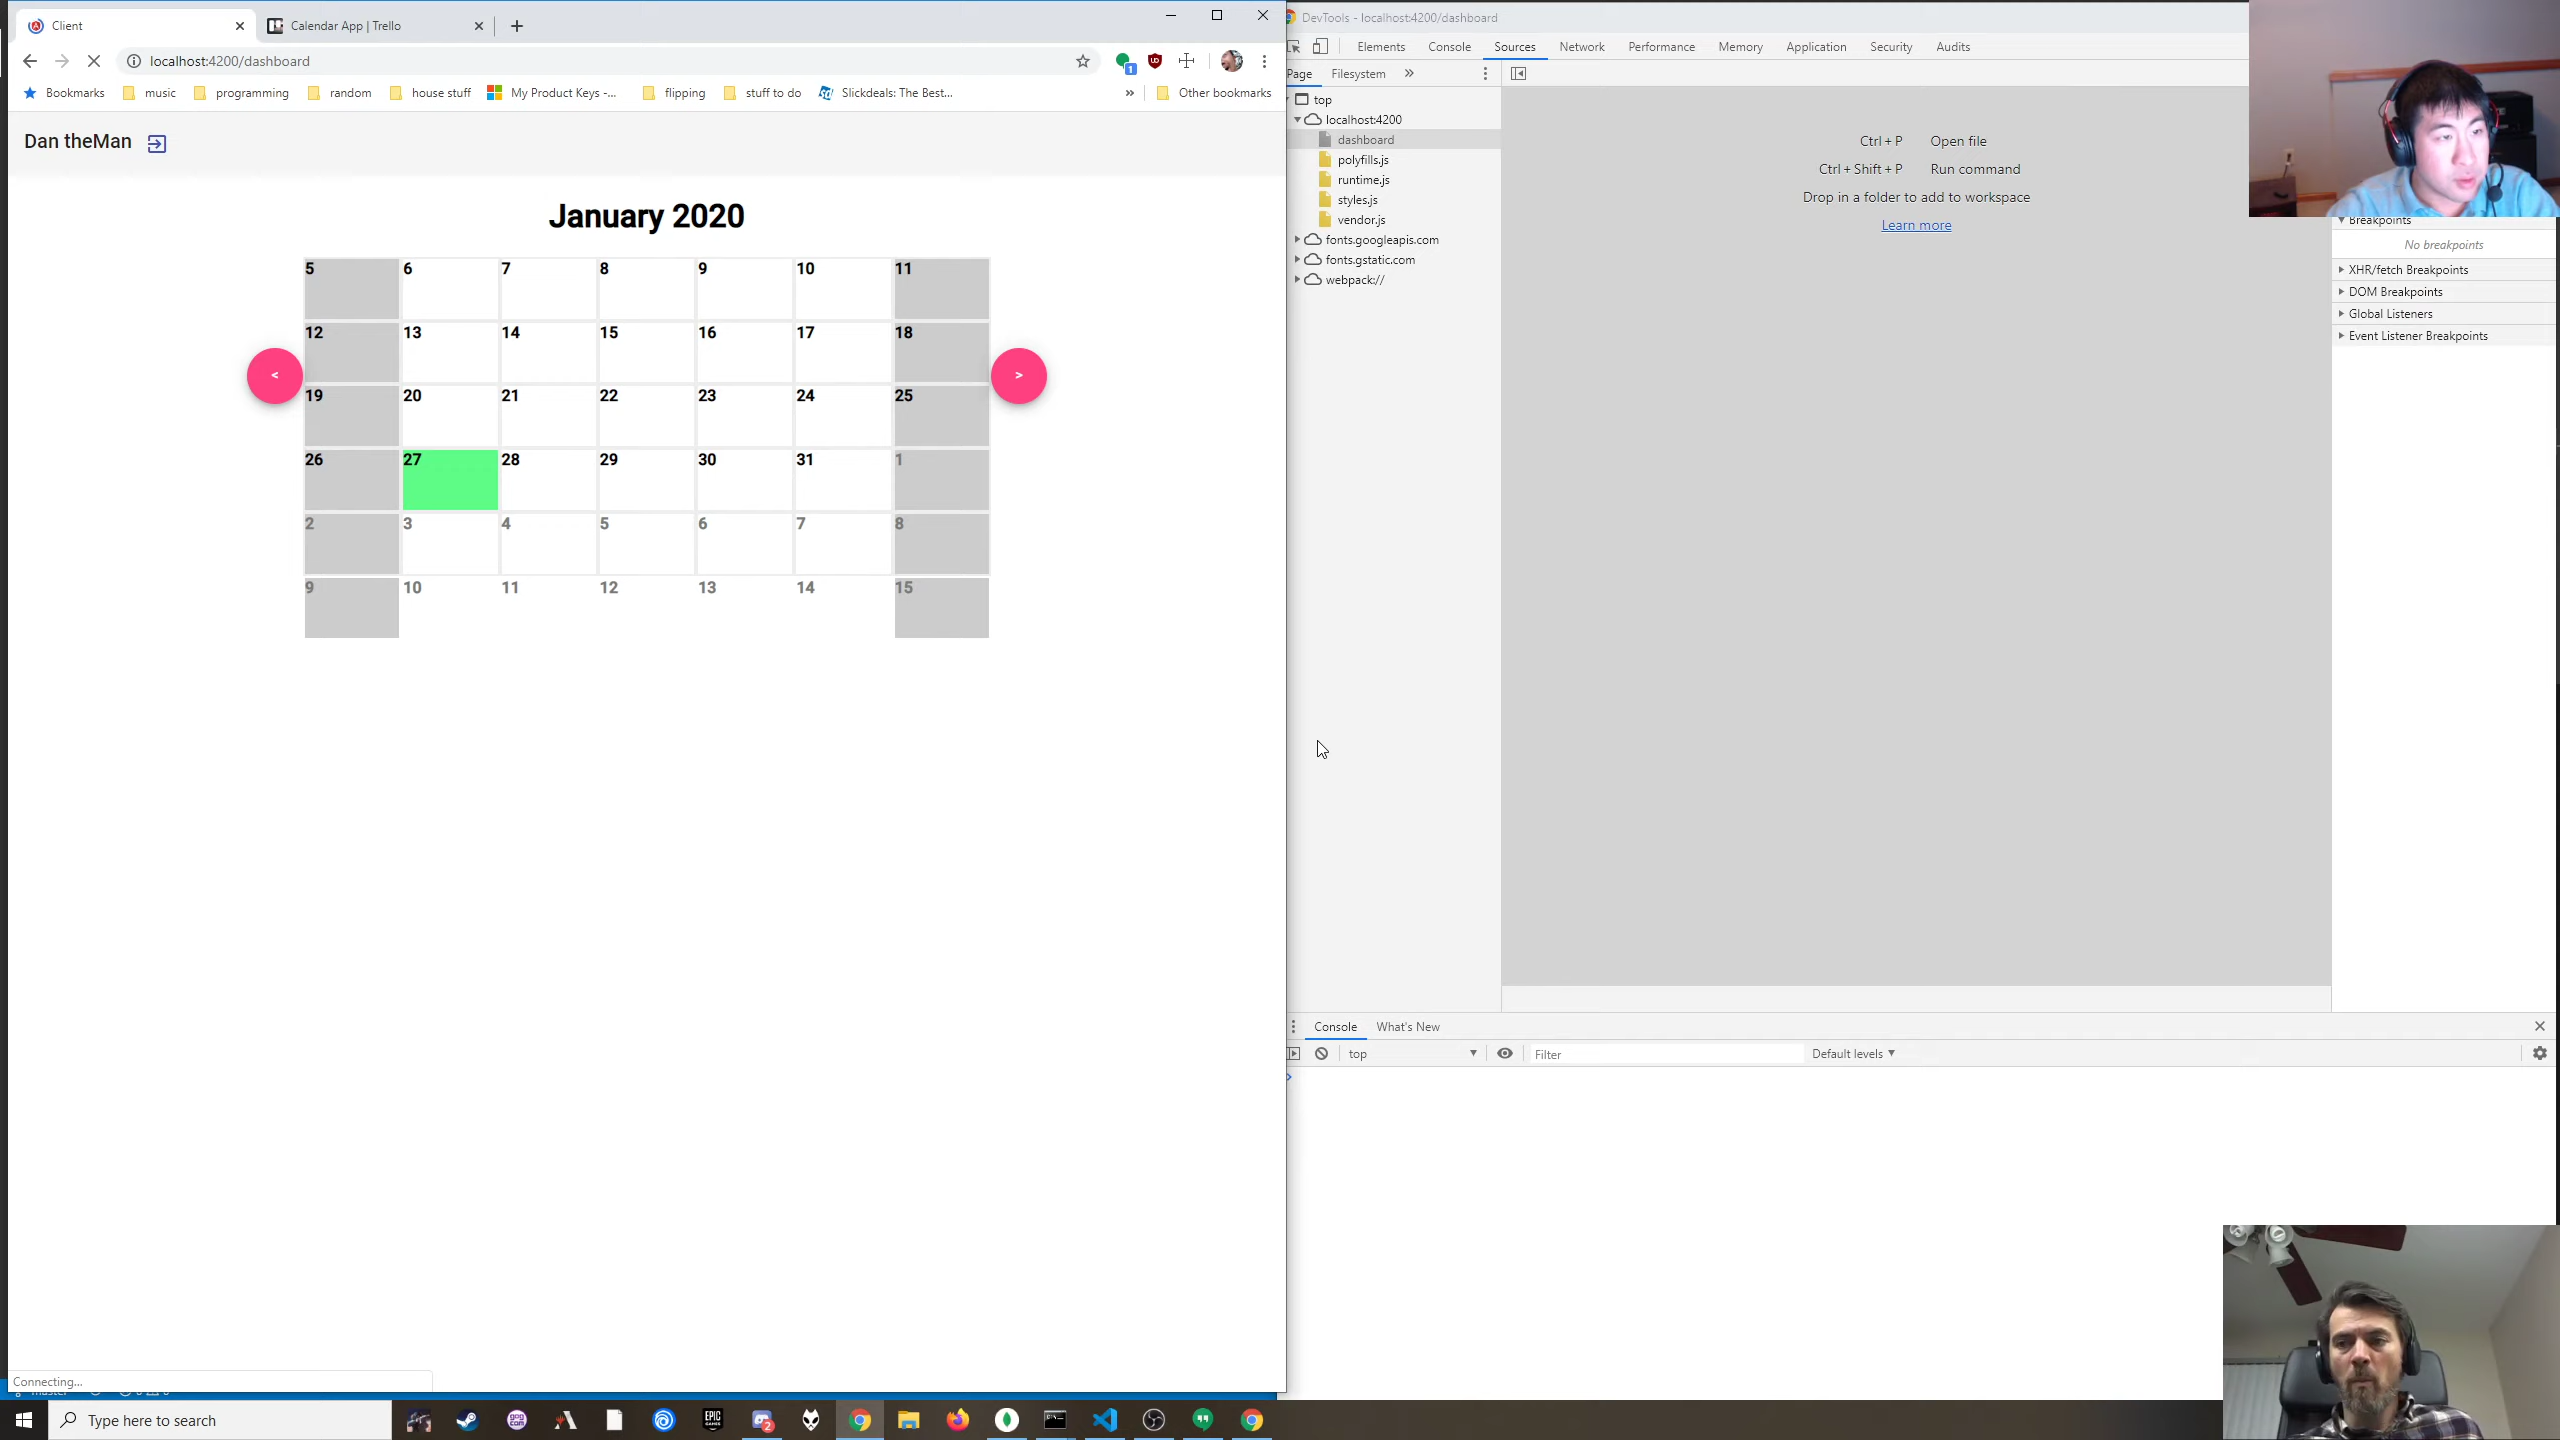 Client
Calendar App | Trello
localhost:4200/dashboard
Bookmarks
music
programming
random
house stuff
My Product Keys -...
flipping
stuff to do
Slickdeals: The Best...
»
Other bookmarks
Dan theMan
January 2020
5 6 7 8 9 10 11
12 13 14 15 16 17 18
< >
19 20 21 22 23 24 25
26 27 28 29 30 31 1
2 3 4 5 6 7 8
9 10 11 12 13 14 15
Connecting...
DevTools - localhost:4200/dashboard
Elements Console Sources Network Performance Memory Application Security Audits
Page Filesystem »
top
localhost:4200
dashboard
polyfills.js
runtime.js
styles.js
vendor.js
fonts.googleapis.com
fonts.gstatic.com
webpack://
Ctrl + P Open file
Ctrl + Shift + P Run command
Drop in a folder to add to workspace
Learn more
Breakpoints
No breakpoints
XHR/fetch Breakpoints
DOM Breakpoints
Global Listeners
Event Listener Breakpoints
Console What's New
top Filter Default levels
Type here to search
EPIC GAMES
2